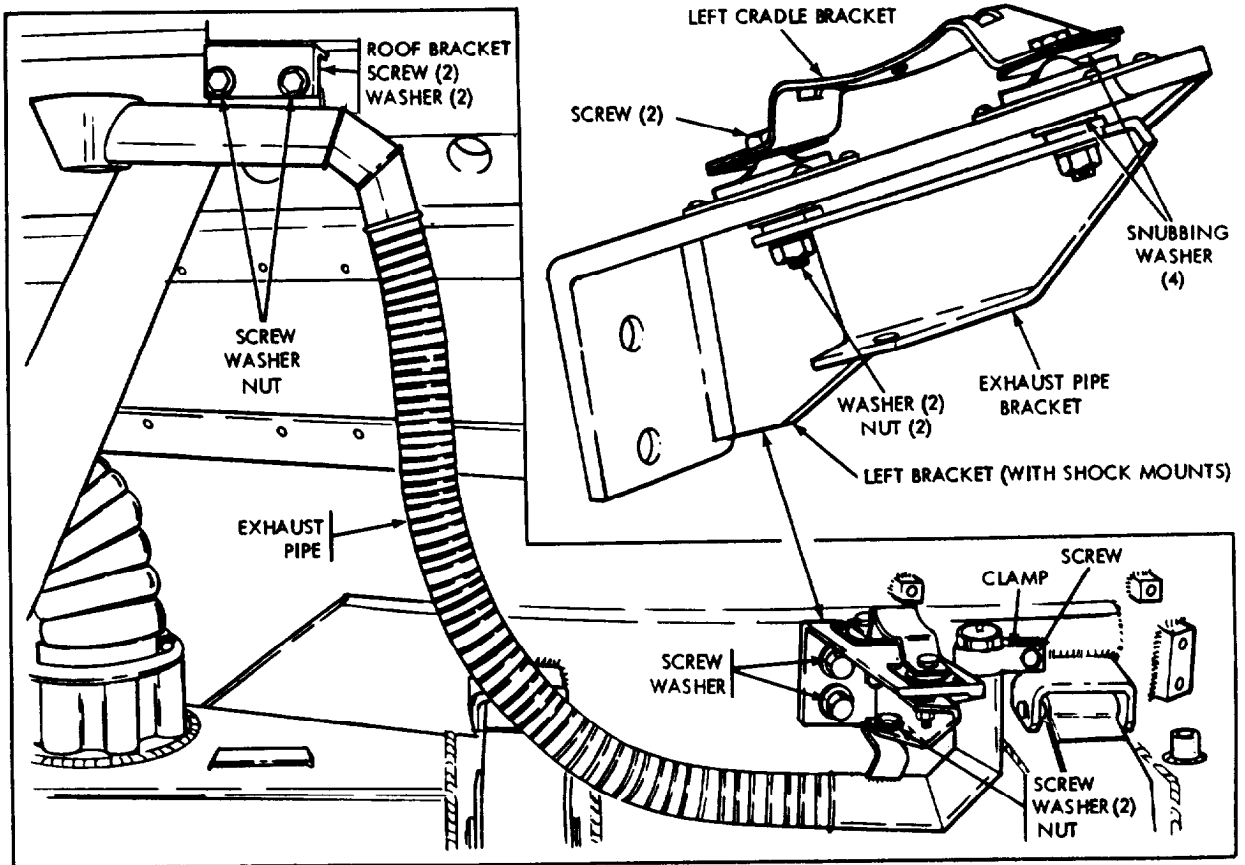 ROOF BRACKET
SCREW (2)
WASHER (2)
SCREW
WASHER
NUT
EXHAUST
PIPE
LEFT CRADLE BRACKET
SCREW (2)
SNUBBING
WASHER
(4)
EXHAUST PIPE
BRACKET
WASHER (2)
NUT (2)
LEFT BRACKET (WITH SHOCK MOUNTS)
SCREW
CLAMP
SCREW
WASHER
SCREW
WASHER (2)
NUT